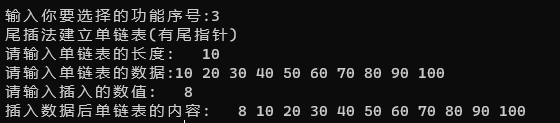 输入你要选择的功能序号:3
尾插法建立单链表(有尾指针)
请输入单链表的长度:   10
请输入单链表的数据:10 20 30 40 50 60 70 80 90 100
请输入插入的数值:   8
插入数据后单链表的内容:   8 10 20 30 40 50 60 70 80 90 100